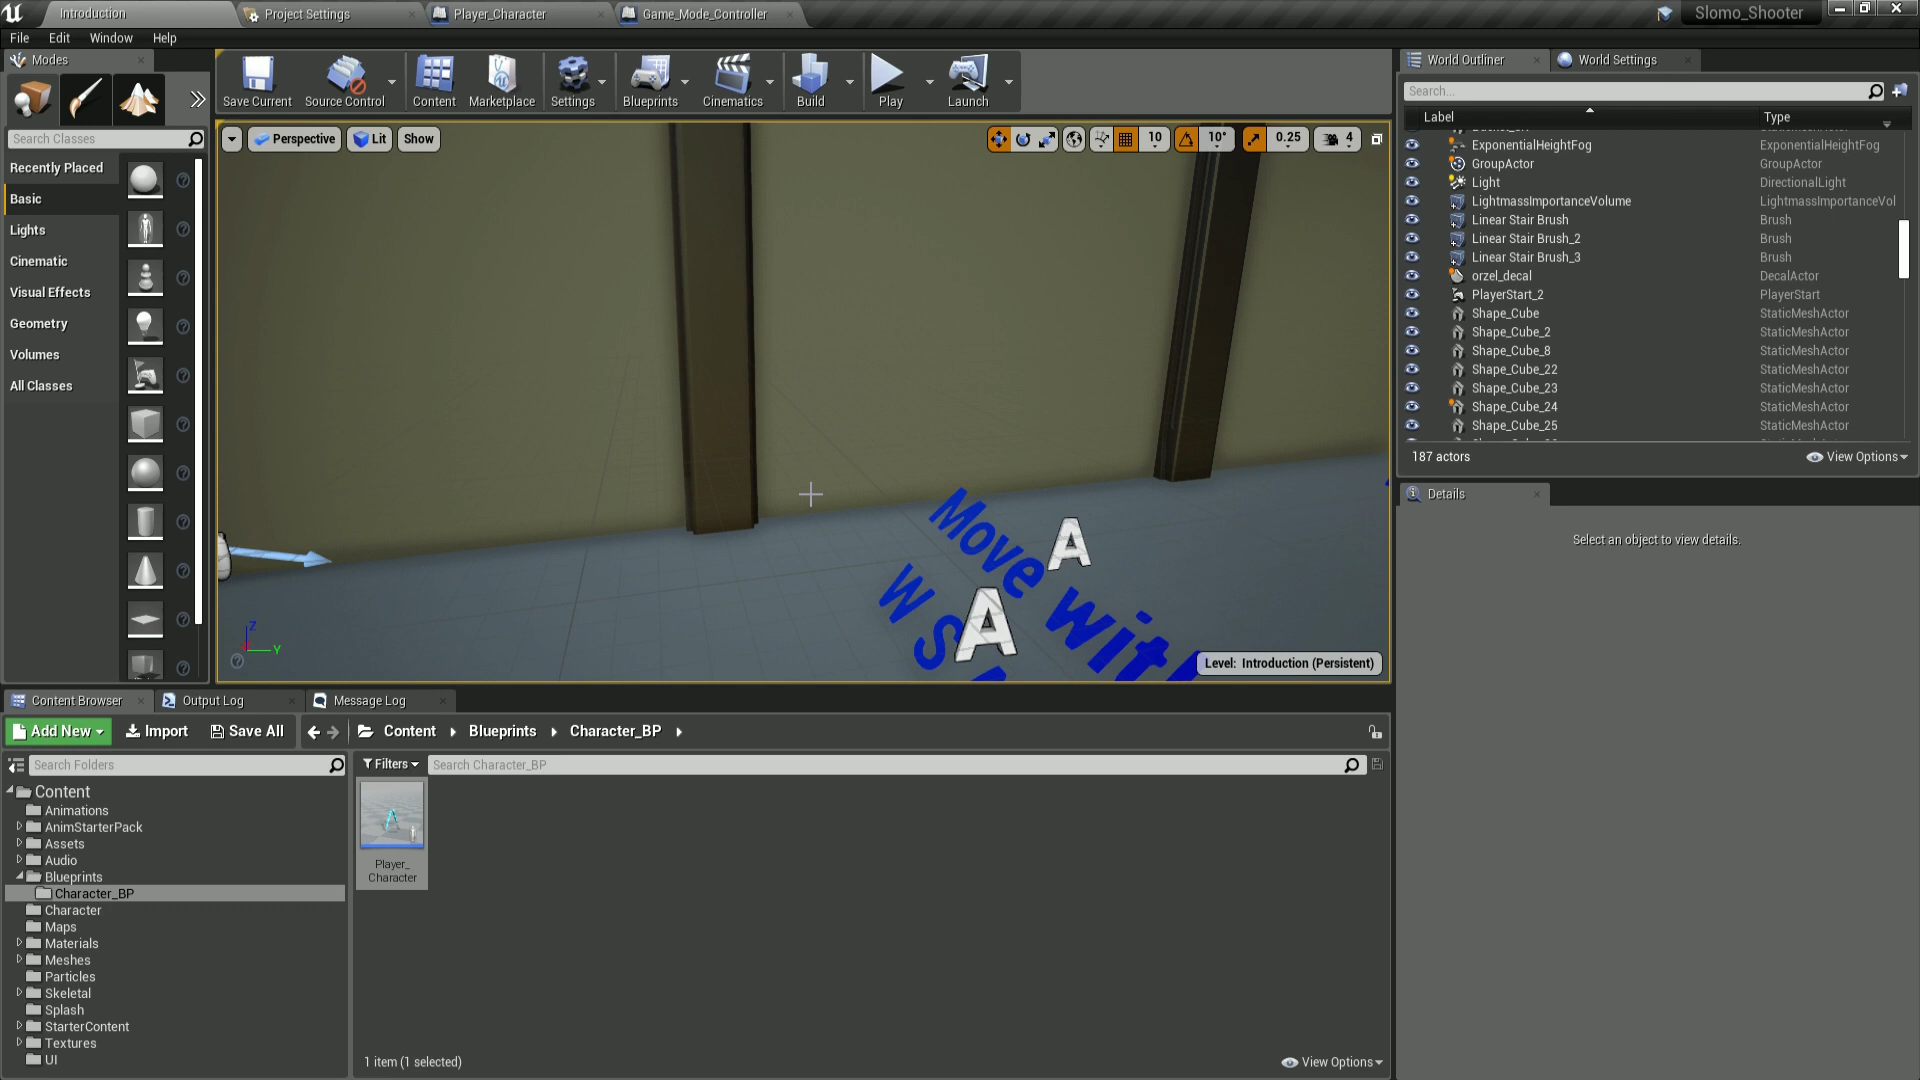 Introduction
Project Settings
Player_Character
Game_Mode_Controller
Slomo_Shooter
File Edit Window Help
Modes
Save Current
Source Control
Content
Marketplace
Settings
Blueprints
Cinematics
Build
Play
Launch
World Outliner
World Settings
Search...
Label Type
Search Classes
Recently Placed
Basic
Lights
Cinematic
Visual Effects
Geometry
Volumes
All Classes
Perspective
Lit
Show
10
10°
0.25
4
ExponentialHeightFog ExponentialHeightFog
GroupActor GroupActor
Light DirectionalLight
LightmassImportanceVolume LightmassImportanceVol
Linear Stair Brush Brush
Linear Stair Brush_2 Brush
Linear Stair Brush_3 Brush
orzel_decal DecalActor
PlayerStart_2 PlayerStart
Shape_Cube StaticMeshActor
Shape_Cube_2 StaticMeshActor
Shape_Cube_8 StaticMeshActor
Shape_Cube_22 StaticMeshActor
Shape_Cube_23 StaticMeshActor
Shape_Cube_24 StaticMeshActor
Shape_Cube_25 StaticMeshActor
187 actors
View Options
Details
Select an object to view details.
Move with
W S A
A
A
Z
Y
Level: Introduction (Persistent)
Content Browser
Output Log
Message Log
Add New
Import
Save All
Content
Blueprints
Character_BP
Search Folders
Filters
Search Character_BP
Content
Animations
AnimStarterPack
Assets
Audio
Blueprints
Character_BP
Character
Maps
Materials
Meshes
Particles
Skeletal
Splash
StarterContent
Textures
UI
Player_
Character
1 item (1 selected)
View Options